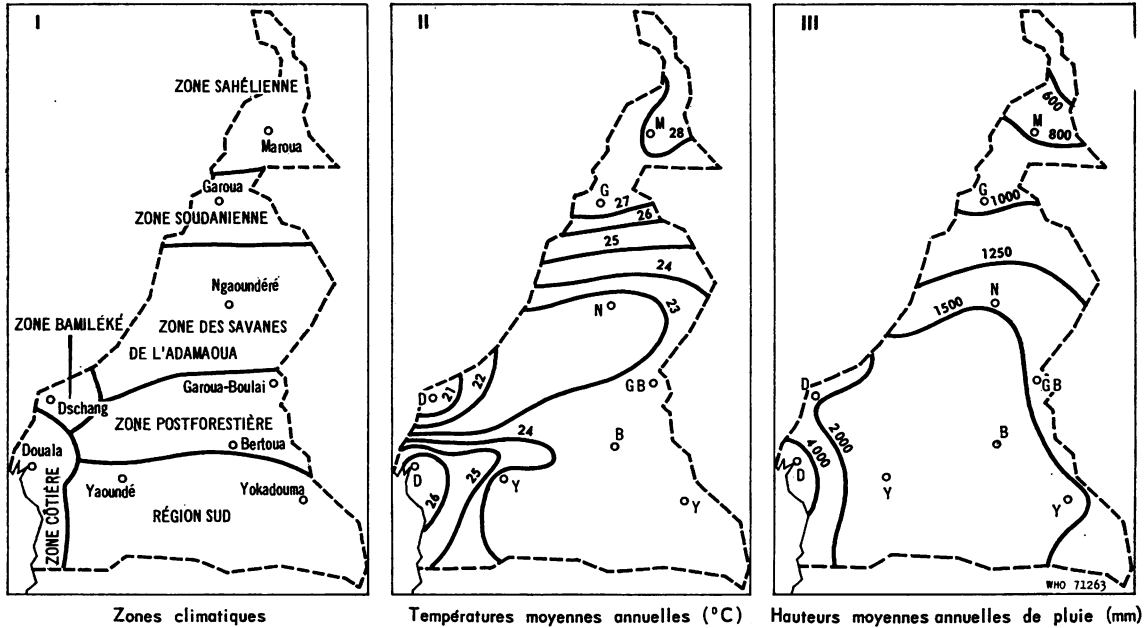 I
ZONE SAHÉLIENNE
Maroua
Garoua
ZONE SOUDANIENNE
Ngaoundéré
ZONE BAMILÉKÉ
ZONE DES SAVANES
DE L'ADAMAOUA
Garoua-Boulai
Dschang
ZONE POSTFORESTIÈRE
Bertoua
Douala
Yaoundé
Yokadouma
ZONE CÔTIÈRE
RÉGION SUD
Zones climatiques
II
M
28
G
27
26
25
24
23
N
22
21
D
GB
24
B
25
D
26
Y
Y
Températures moyennes annuelles (°C)
III
600
M
800
G
1000
1250
N
1500
D
GB
2000
B
4000
D
Y
Y
WHO 71263
Hauteurs moyennes annuelles de pluie (mm)